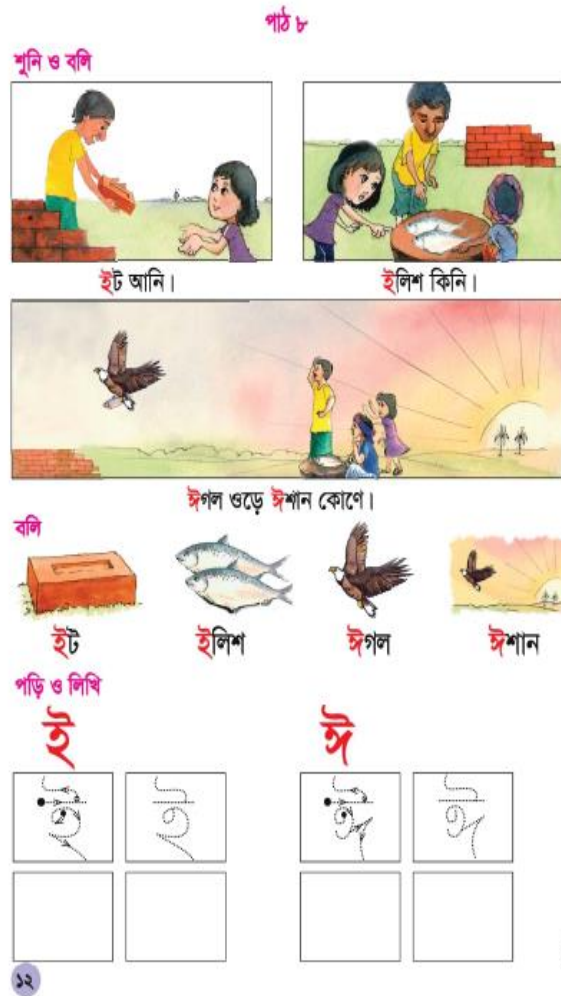 পাঠ ৮
শুনি ও বলি
ইট আনি।
ইলিশ কিনি।
ঈগল ওড়ে ঈশান কোণে।
বলি
ইট
ইলিশ
ঈগল
ঈশান
পড়ি ও লিখি
ই
ঈ
ই
ই
ঈ
ঈ
১২